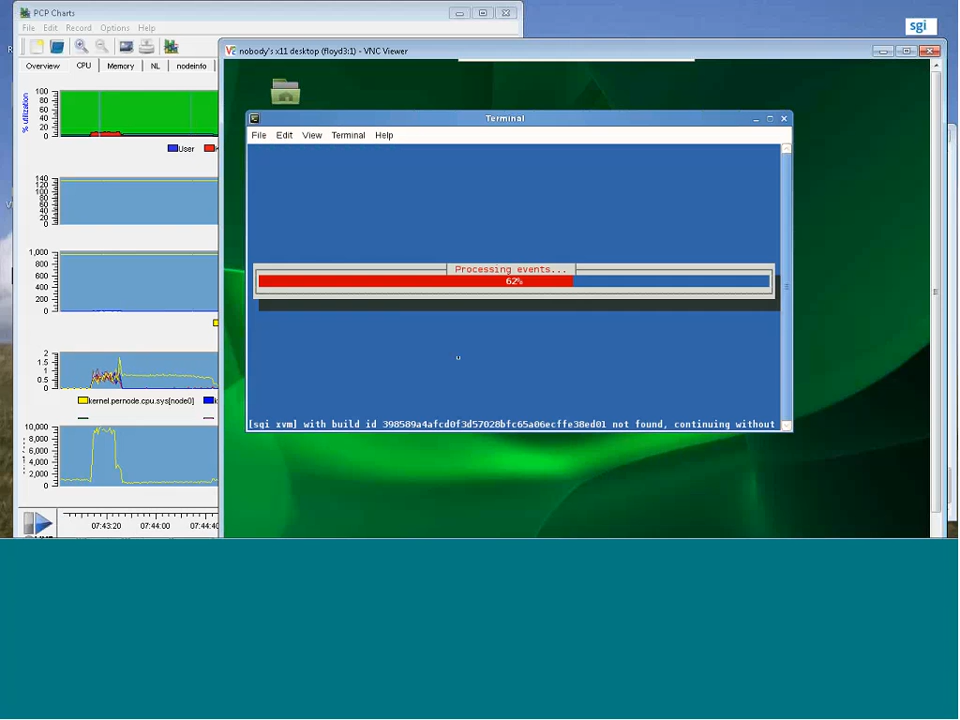 PCP Charts
File Edit Record Options Help
Overview CPU Memory NL nodeinfo
sgi
% utilization
100
80
60
40
20
0
User
140
120
100
80
60
40
20
0
1,000
800
600
400
200
0
2
1.5
1
0.5
0
kernel.pernode.cpu.sys[node0]
10,000
8,000
6,000
4,000
2,000
0
07:43:20 07:44:00 07:44:40
nobody's x11 desktop (floyd3:1) - VNC Viewer
Terminal
File Edit View Terminal Help
Processing events...
62%
[sgi_xvm] with build id 398589a4afcd0f3d57028bfc65a06ecffe38ed01 not found, continuing without